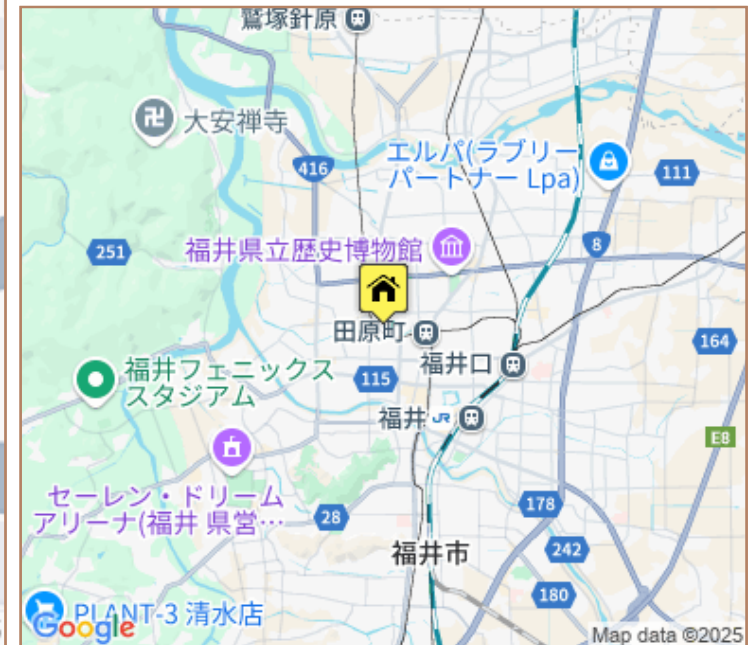 鷲塚針原
卍 大安禅寺
エルパ(ラブリー
パートナー Lpa)
416
111
251
福井県立歴史博物館
8
田原町
164
福井口
福井フェニックス
スタジアム
115
福井 JR
E8
セーレン・ドリーム
アリーナ(福井 県営…
28
178
福井市
242
180
PLANT-3 清水店
Google
Map data ©2025